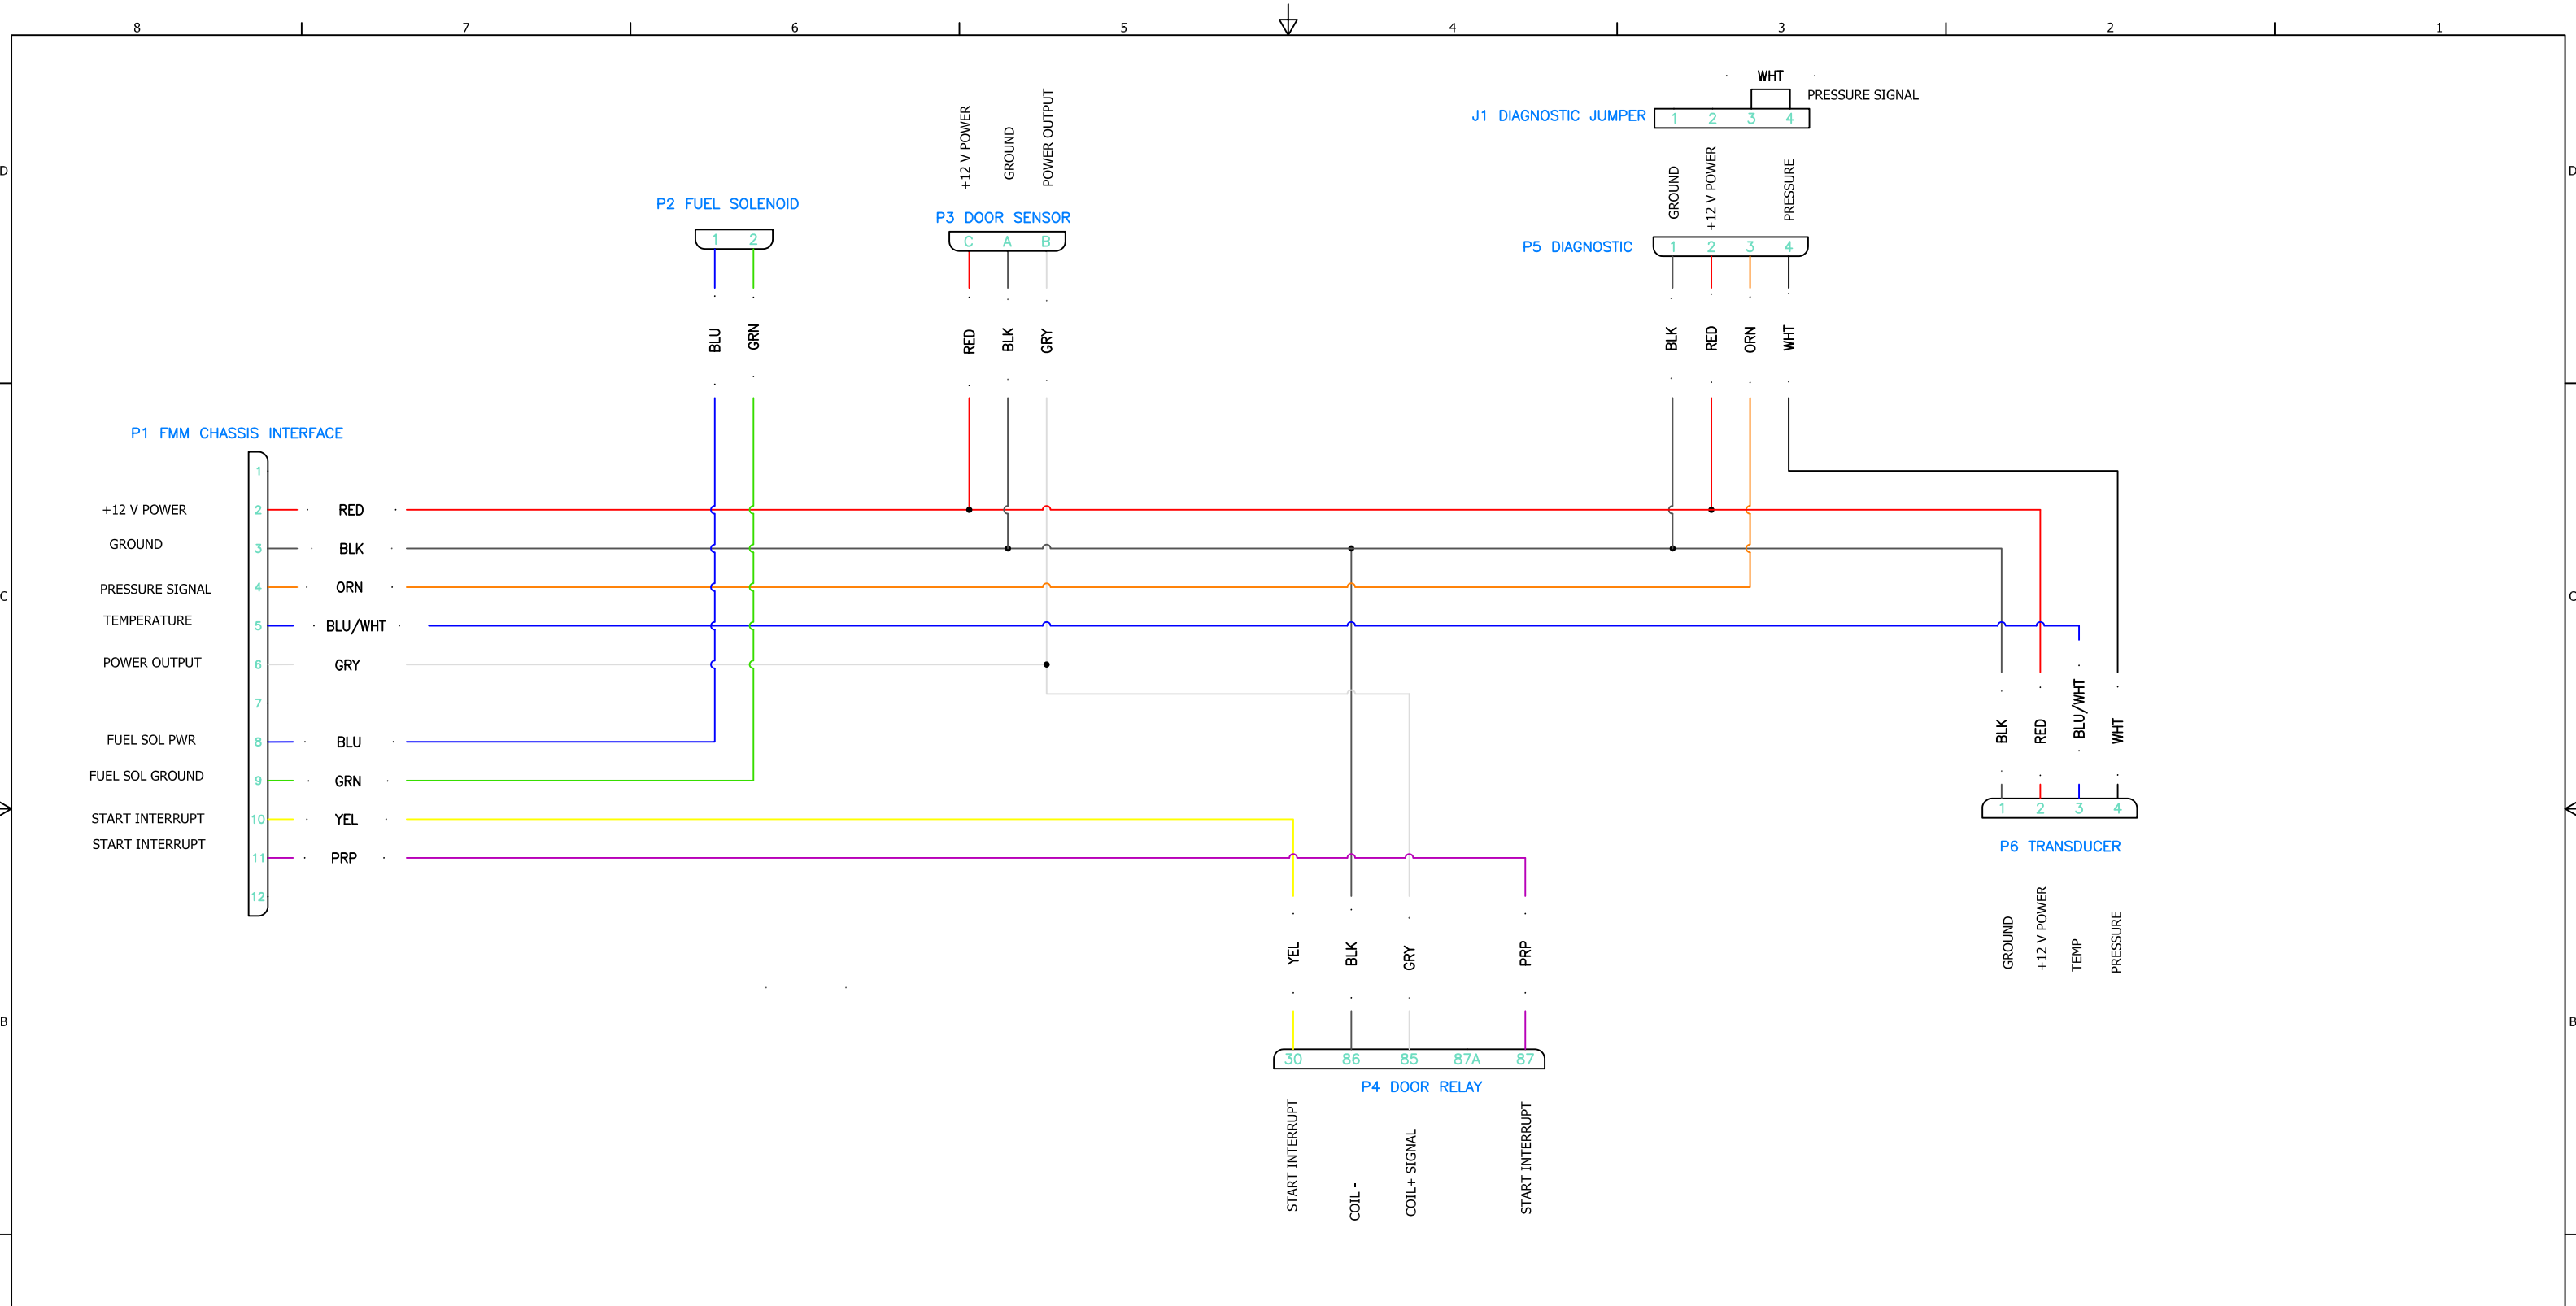 8 7 6 5 4 3 2 1
WHT
PRESSURE SIGNAL
J1 DIAGNOSTIC JUMPER
1 2 3 4
+12 V POWER
GROUND
POWER OUTPUT
GROUND
+12 V POWER
PRESSURE
D
D
P2 FUEL SOLENOID
1 2
P3 DOOR SENSOR
C A B
P5 DIAGNOSTIC
1 2 3 4
BLU
GRN
RED
BLK
GRY
BLK
RED
ORN
WHT
P1 FMM CHASSIS INTERFACE
1
+12 V POWER 2 RED
GROUND 3 BLK
PRESSURE SIGNAL 4 ORN
TEMPERATURE 5 BLU/WHT
POWER OUTPUT 6 GRY
7
FUEL SOL PWR 8 BLU
FUEL SOL GROUND 9 GRN
START INTERRUPT 10 YEL
START INTERRUPT 11 PRP
12
C
C
BLK
RED
BLU/WHT
WHT
1 2 3 4
P6 TRANSDUCER
GROUND
+12 V POWER
TEMP
PRESSURE
YEL
BLK
GRY
PRP
B
B
30 86 85 87A 87
P4 DOOR RELAY
START INTERRUPT
COIL -
COIL+ SIGNAL
START INTERRUPT